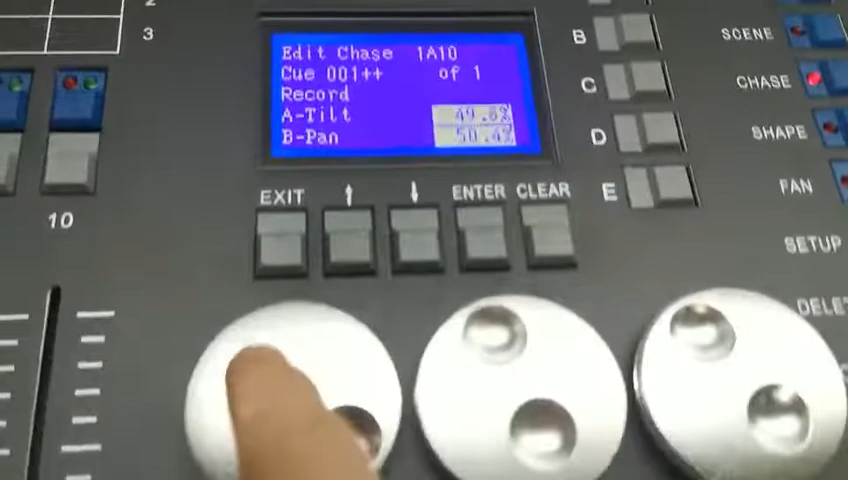 2
3
Edit Chase 1A10
Cue 001++ of 1
Record
A-Tilt 49.8%
B-Pan 50.4%
B
C
D
E
SCENE
CHASE
SHAPE
FAN
SETUP
EXIT ↑ ↓ ENTER CLEAR
10